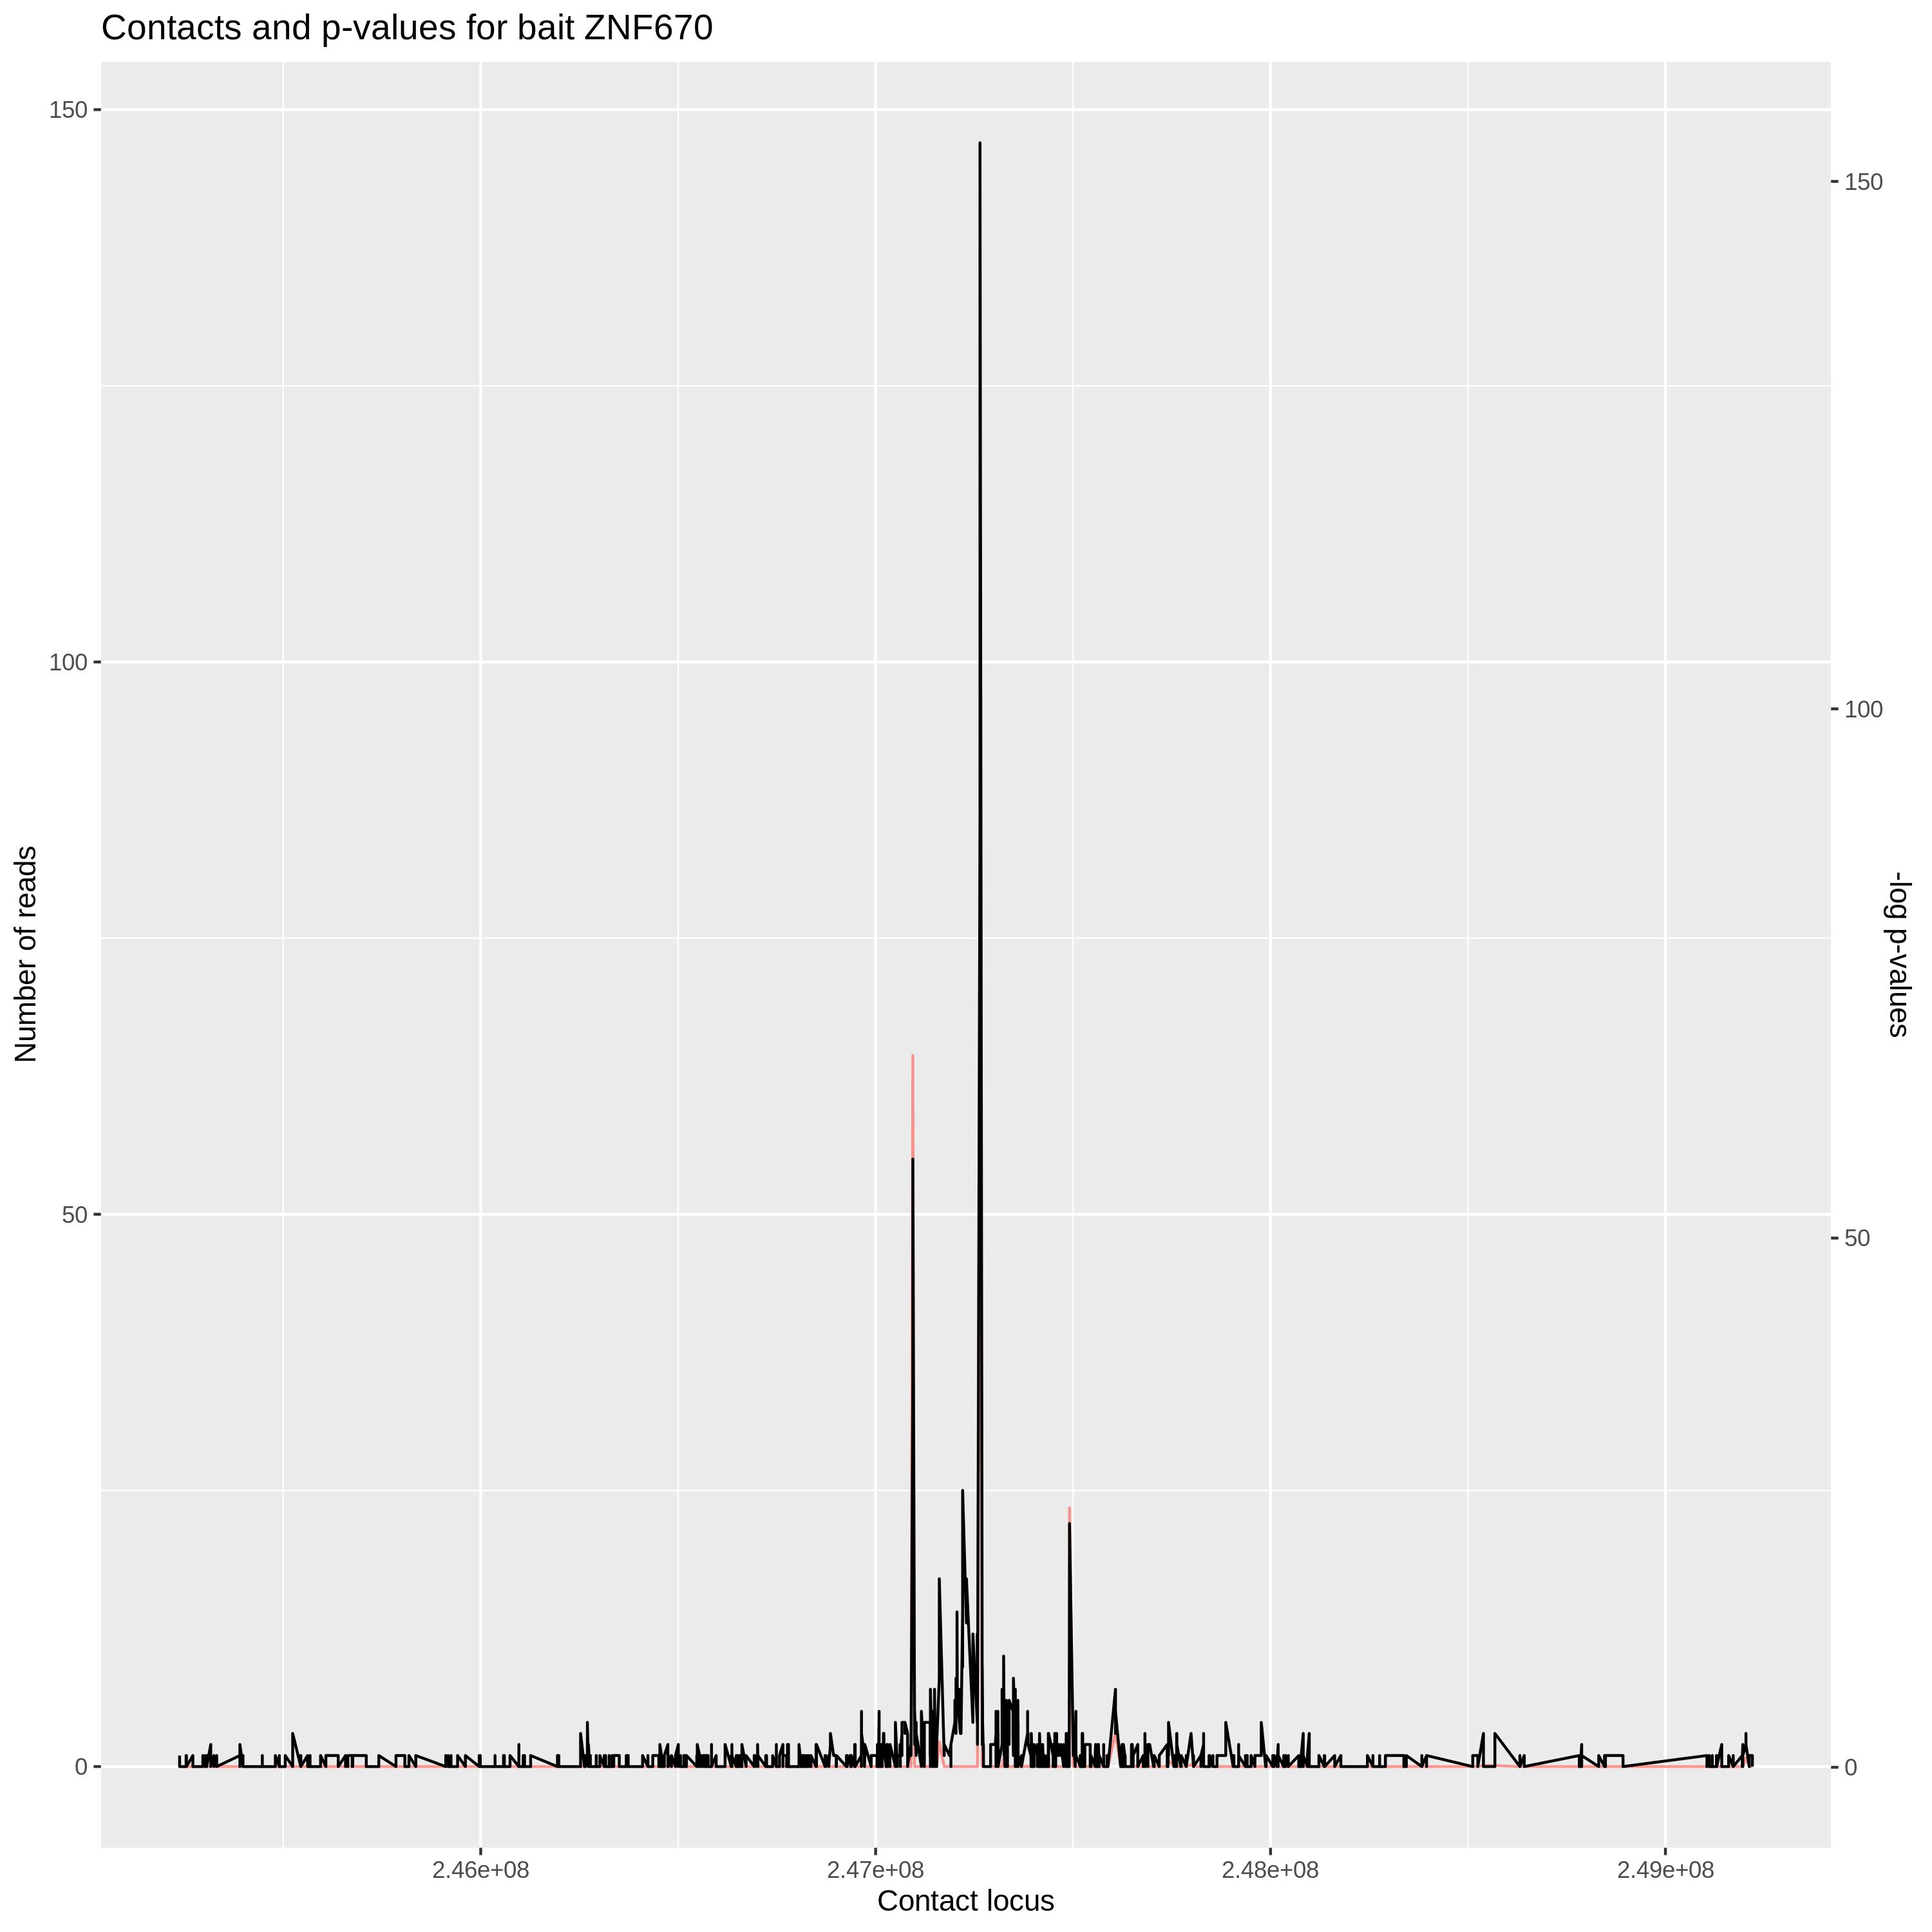 Contacts and p-values for bait ZNF670
150
100
50
0
Number of reads
150
100
50
0
-log p-values
2.46e+08 2.47e+08 2.48e+08 2.49e+08
Contact locus